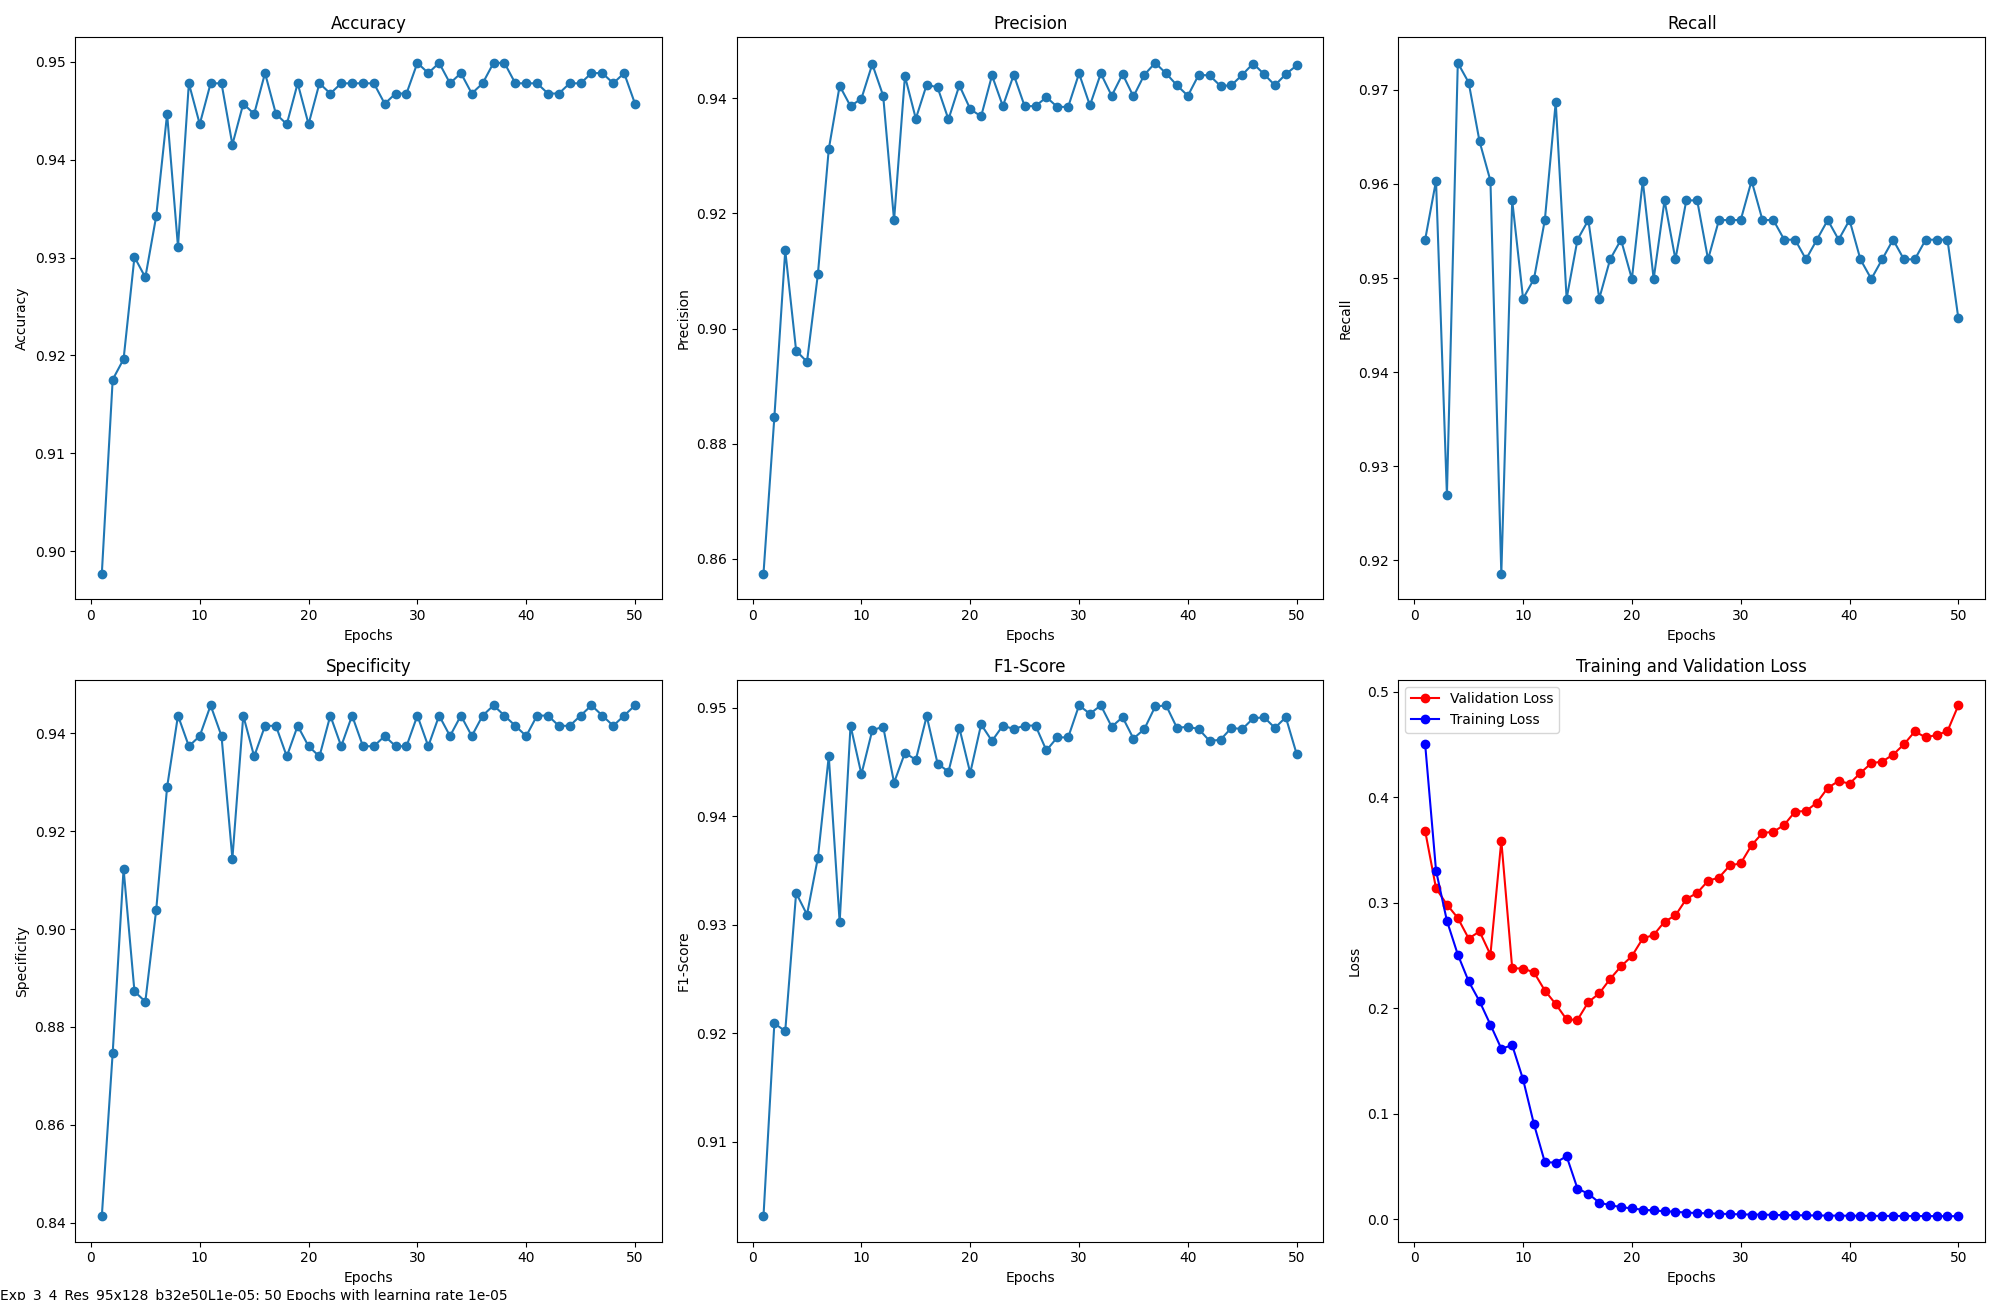 Accuracy
Precision
Recall
0.95
0.94
0.93
0.92
0.91
0.90
Accuracy
0 10 20 30 40 50
Epochs
0.94
0.92
0.90
0.88
0.86
Precision
0 10 20 30 40 50
Epochs
0.97
0.96
0.95
0.94
0.93
0.92
Recall
0 10 20 30 40 50
Epochs
Specificity
F1-Score
Training and Validation Loss
0.94
0.92
0.90
0.88
0.86
0.84
Specificity
0 10 20 30 40 50
Epochs
0.95
0.94
0.93
0.92
0.91
F1-Score
0 10 20 30 40 50
Epochs
Validation Loss
Training Loss
0.5
0.4
0.3
0.2
0.1
0.0
Loss
0 10 20 30 40 50
Epochs
Exp_3_4_Res_95x128_b32e50L1e-05: 50 Epochs with learning rate 1e-05